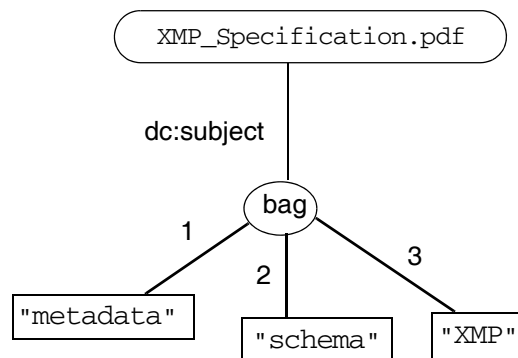 XMP_Specification.pdf
dc:subject
bag
1
2
3
"metadata"
"schema"
"XMP"